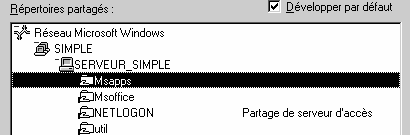 Répertoires partagés : Développer par défaut
Réseau Microsoft Windows
SIMPLE
SERVEUR_SIMPLE
Msapps
Msoffice
NETLOGON Partage de serveur d'accès
util